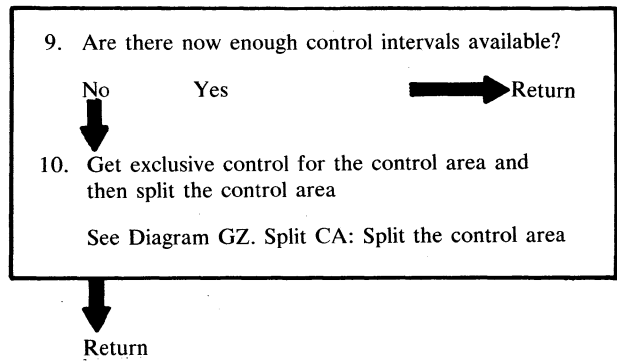 9. Are there now enough control intervals available?
No Yes Return
10. Get exclusive control for the control area and
then split the control area
See Diagram GZ. Split CA: Split the control area
Return